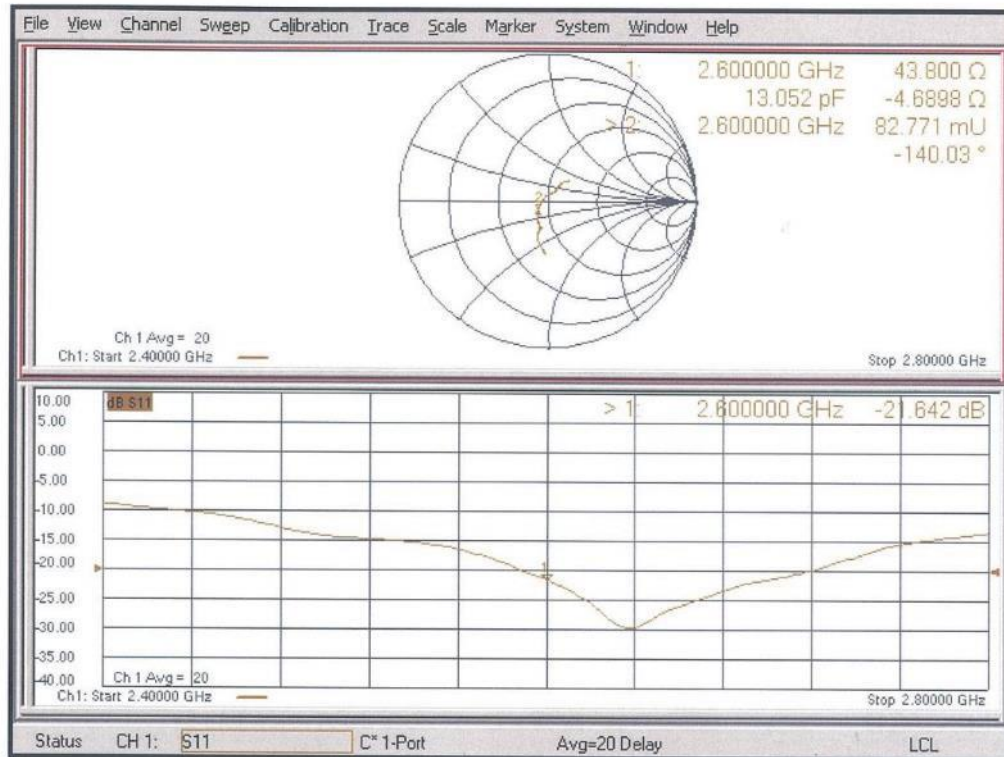 File View Channel Sweep Calibration Trace Scale Marker System Window Help
1: 2.600000 GHz 43.800 Ω
13.052 pF -4.6898 Ω
> 2: 2.600000 GHz 82.771 mU
-140.03 °
2
Ch 1 Avg = 20
Ch1: Start 2.40000 GHz Stop 2.80000 GHz
dB S11
> 1: 2.600000 GHz -21.642 dB
10.00
5.00
0.00
-5.00
-10.00
-15.00
-20.00
-25.00
-30.00
-35.00
-40.00
1
Ch 1 Avg = 20
Ch1: Start 2.40000 GHz Stop 2.80000 GHz
Status CH 1: S11 C* 1-Port Avg=20 Delay LCL